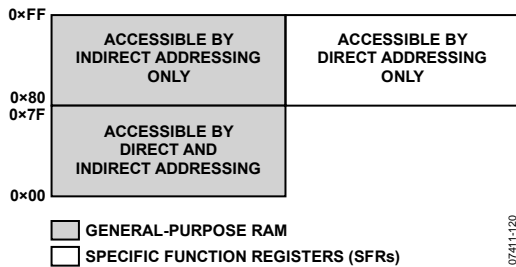 0×FF
ACCESSIBLE BY
INDIRECT ADDRESSING
ONLY
ACCESSIBLE BY
DIRECT ADDRESSING
ONLY
0×80
0×7F
ACCESSIBLE BY
DIRECT AND
INDIRECT ADDRESSING
0×00
GENERAL-PURPOSE RAM
SPECIFIC FUNCTION REGISTERS (SFRs)
07411-120